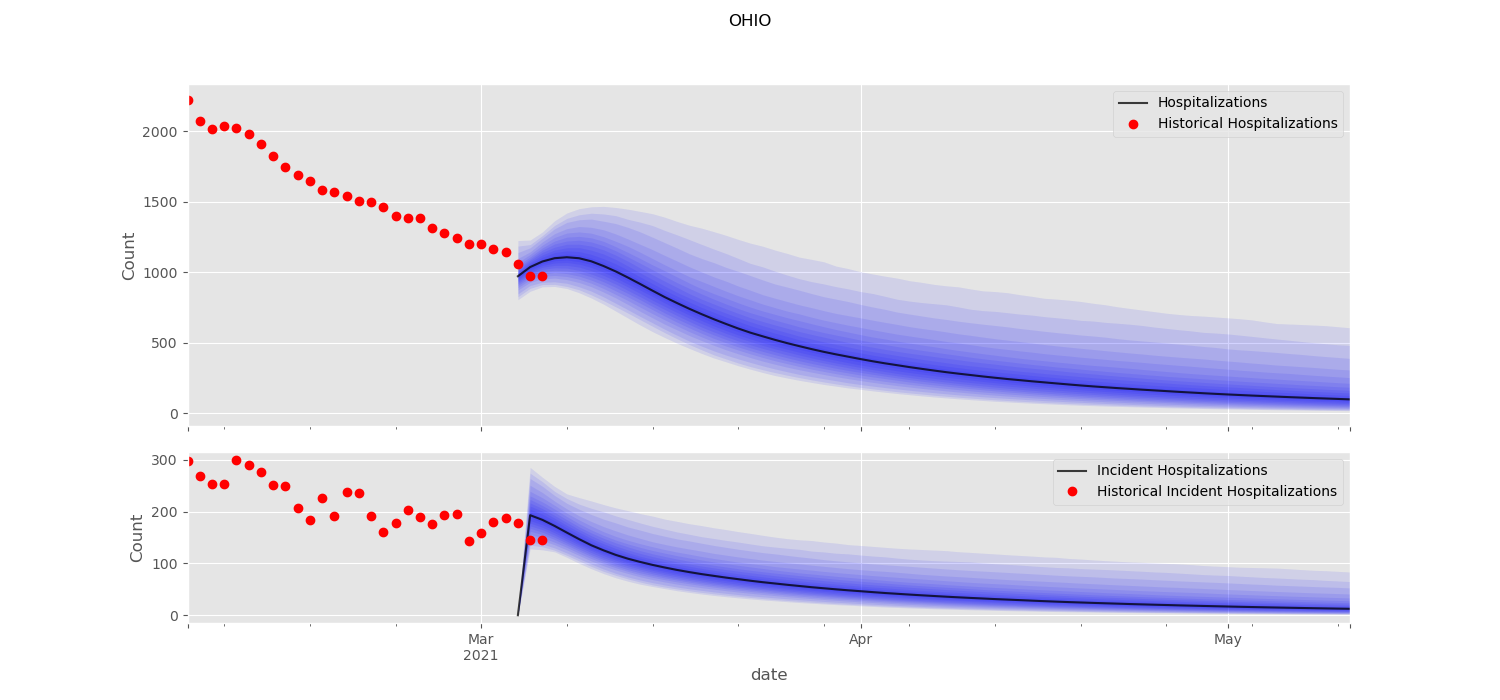 OHIO
Hospitalizations
Historical Hospitalizations
Count
2000
1500
1000
500
0
Incident Hospitalizations
Historical Incident Hospitalizations
Count
300
200
100
0
Mar
2021
Apr
May
date